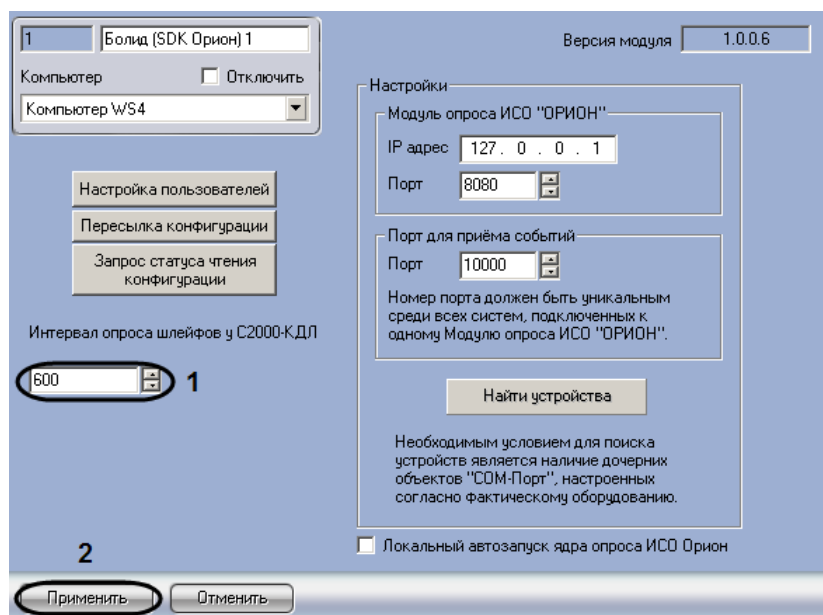 1
Болид (SDK Орион) 1
Компьютер
Отключить
Компьютер WS4
Настройка пользователей
Пересылка конфигурации
Запрос статуса чтения
конфигурации
Интервал опроса шлейфов у С2000-КДЛ
600
1
Версия модуля 1.0.0.6
Настройки
Модуль опроса ИСО "ОРИОН"
IP адрес 127. 0 . 0 . 1
Порт 8080
Порт для приёма событий
Порт 10000
Номер порта должен быть уникальным
среди всех систем, подключенных к
одному Модулю опроса ИСО "ОРИОН".
Найти устройства
Необходимым условием для поиска
устройств является наличие дочерних
объектов "COM-Порт", настроенных
согласно фактическому оборудованию.
Локальный автозапуск ядра опроса ИСО Орион
2
Применить
Отменить